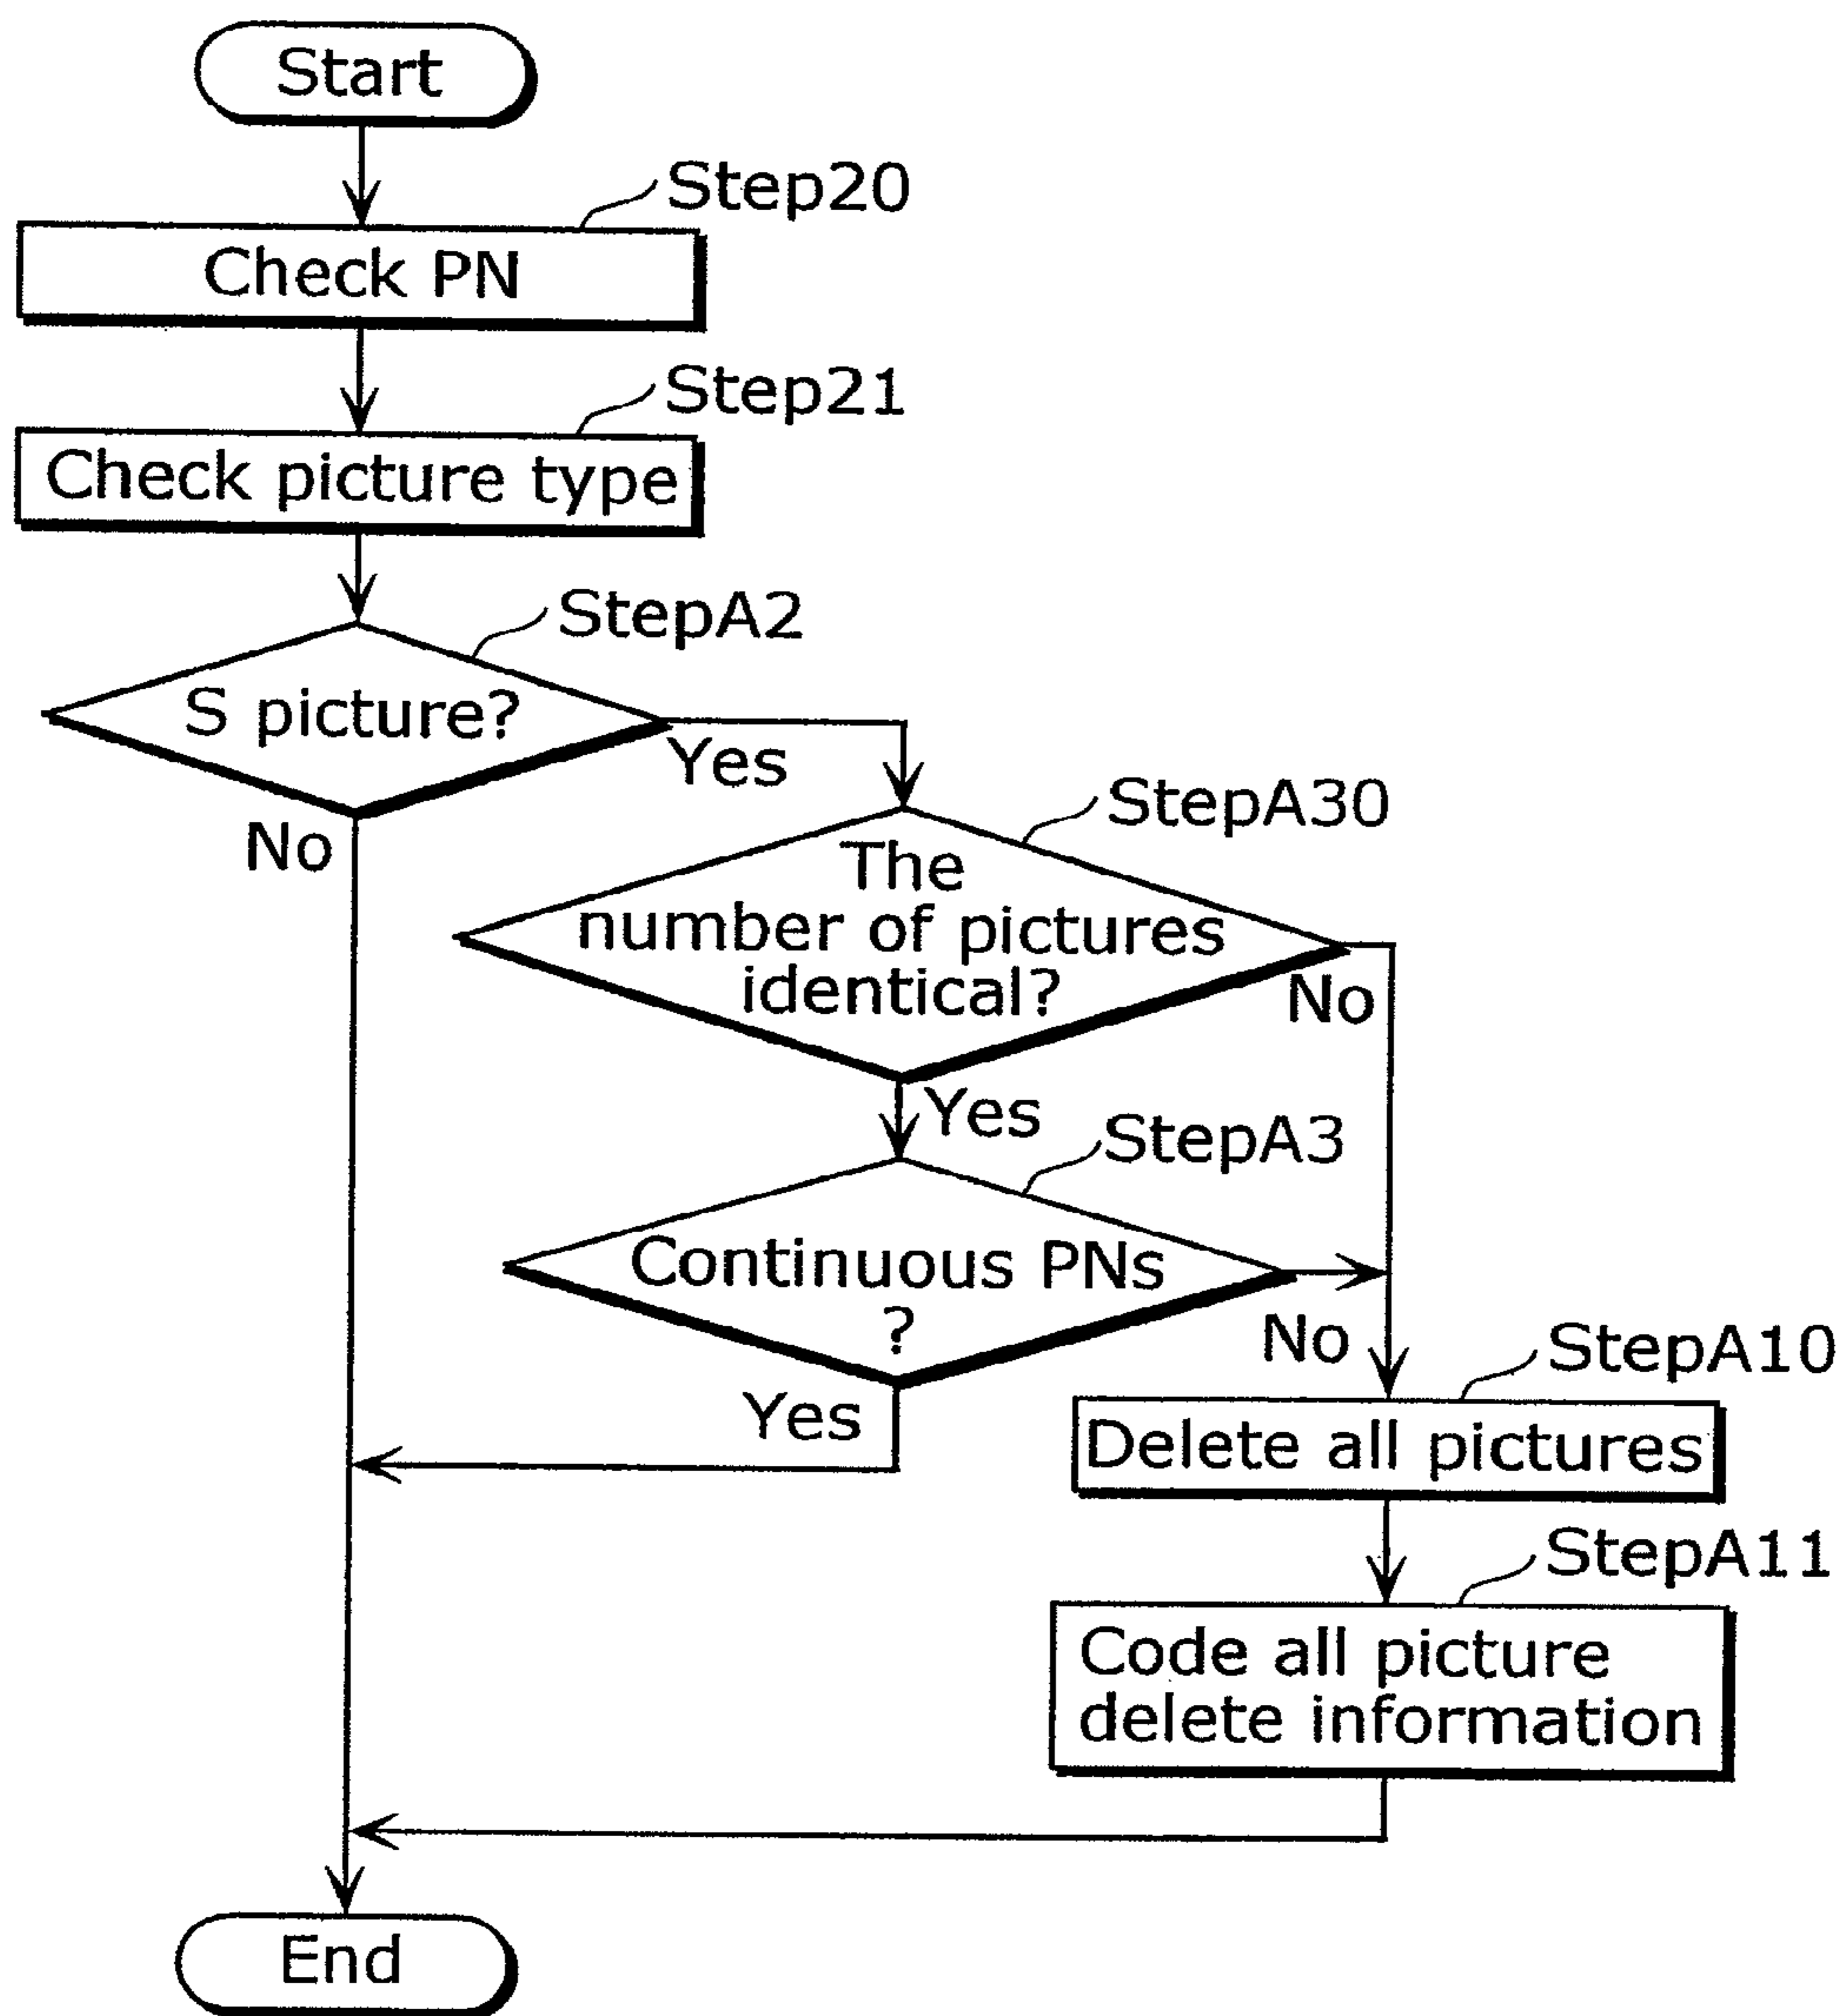 Start
Step20
Check PN
Step21
Check picture type
StepA2
S picture?
Yes
No
StepA30
The
number of pictures
identical?
No
Yes
StepA3
Continuous PNs
?
No
Yes
StepA10
Delete all pictures
StepA11
Code all picture
delete information
End